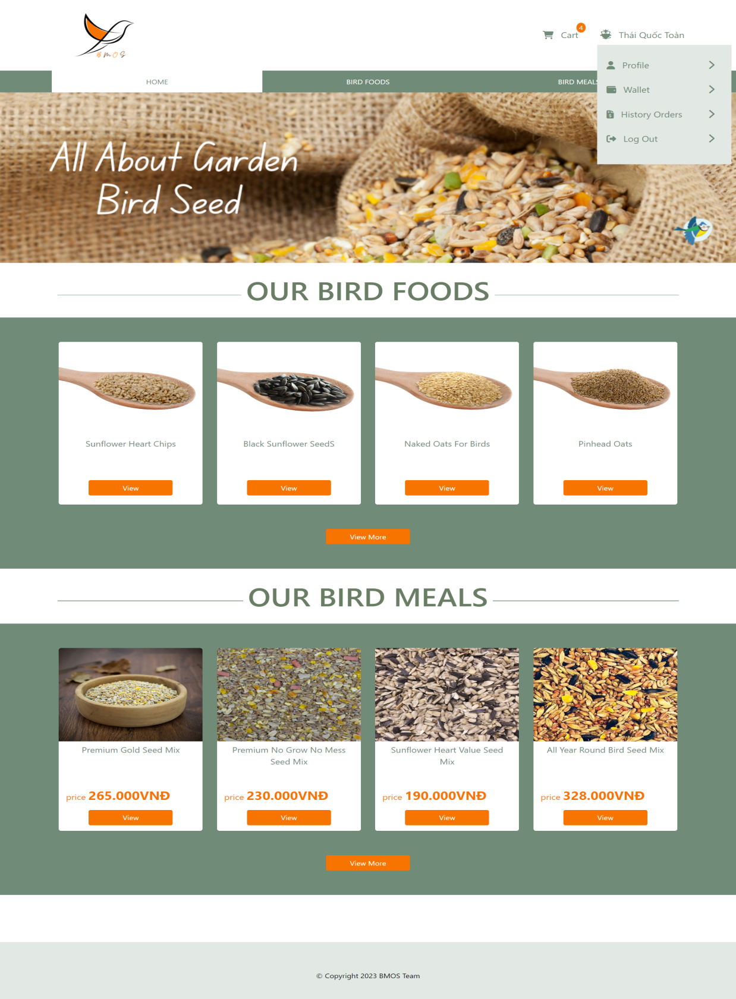 BMOS
Cart
4
Thái Quốc Toàn
Profile
Wallet
History Orders
Log Out
HOME
BIRD FOODS
BIRD MEALS
All About Garden
Bird Seed
OUR BIRD FOODS
Sunflower Heart Chips
Black Sunflower SeedS
Naked Oats For Birds
Pinhead Oats
View
View
View
View
View More
OUR BIRD MEALS
Premium Gold Seed Mix
Premium No Grow No Mess
Seed Mix
Sunflower Heart Value Seed
Mix
All Year Round Bird Seed Mix
price 265.000VNĐ
price 230.000VNĐ
price 190.000VNĐ
price 328.000VNĐ
View
View
View
View
View More
© Copyright 2023 BMOS Team